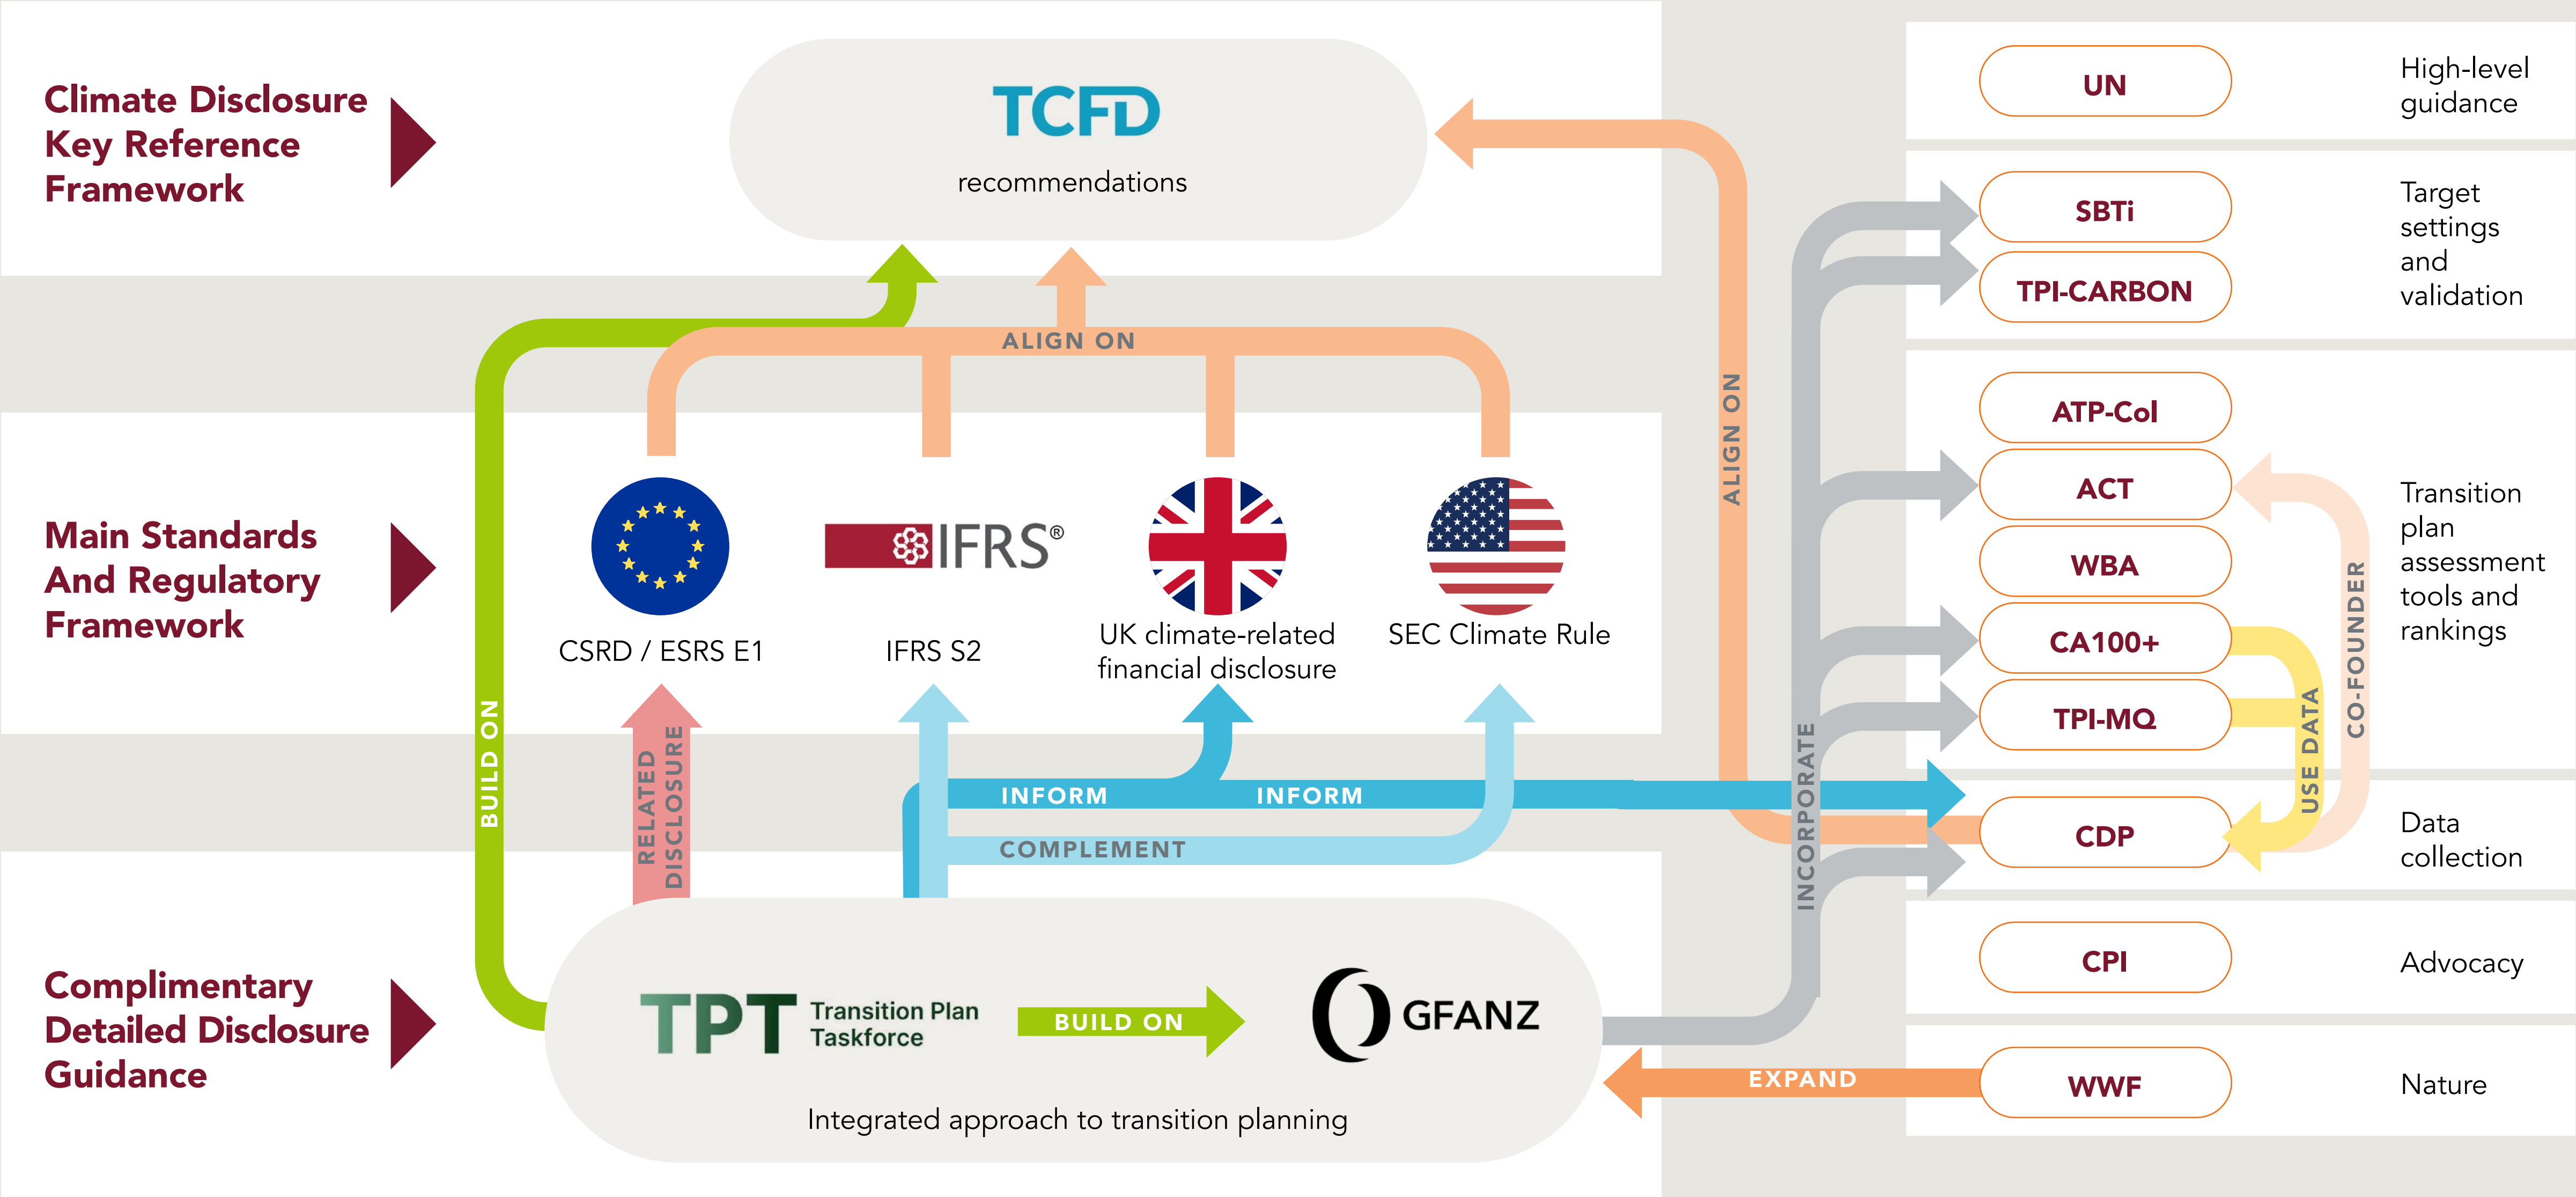 Climate Disclosure
Key Reference
Framework
TCFD
recommendations
ALIGN ON
Main Standards
And Regulatory
Framework
CSRD / ESRS E1
IFRS®
IFRS S2
UK climate-related
financial disclosure
SEC Climate Rule
BUILD ON
RELATED
DISCLOSURE
INFORM
INFORM
COMPLEMENT
Complimentary
Detailed Disclosure
Guidance
TPT
Transition Plan
Taskforce
BUILD ON
GFANZ
Integrated approach to transition planning
ALIGN ON
INCORPORATE
EXPAND
UN
High-level
guidance
SBTi
TPI-CARBON
Target
settings
and
validation
ATP-Col
ACT
WBA
CA100+
TPI-MQ
Transition
plan
assessment
tools and
rankings
USE DATA
CO-FOUNDER
CDP
Data
collection
CPI
Advocacy
WWF
Nature